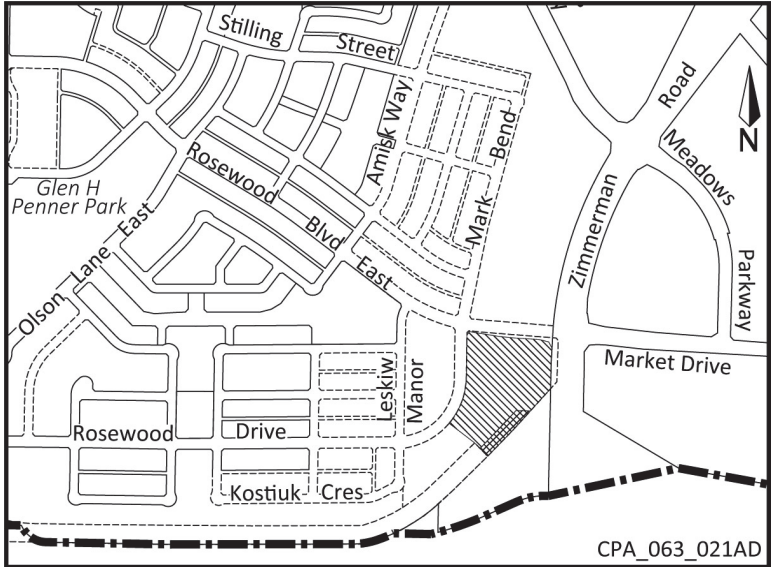 Stilling
Street
Road
Amisk Way
N
Bend
Meadows
Rosewood
Glen H
Penner Park
Blvd
Mark
Zimmerman
East
Olson Lane East
Parkway
Market Drive
Leskiw
Manor
Rosewood
Drive
Kostiuk Cres
CPA_063_021AD